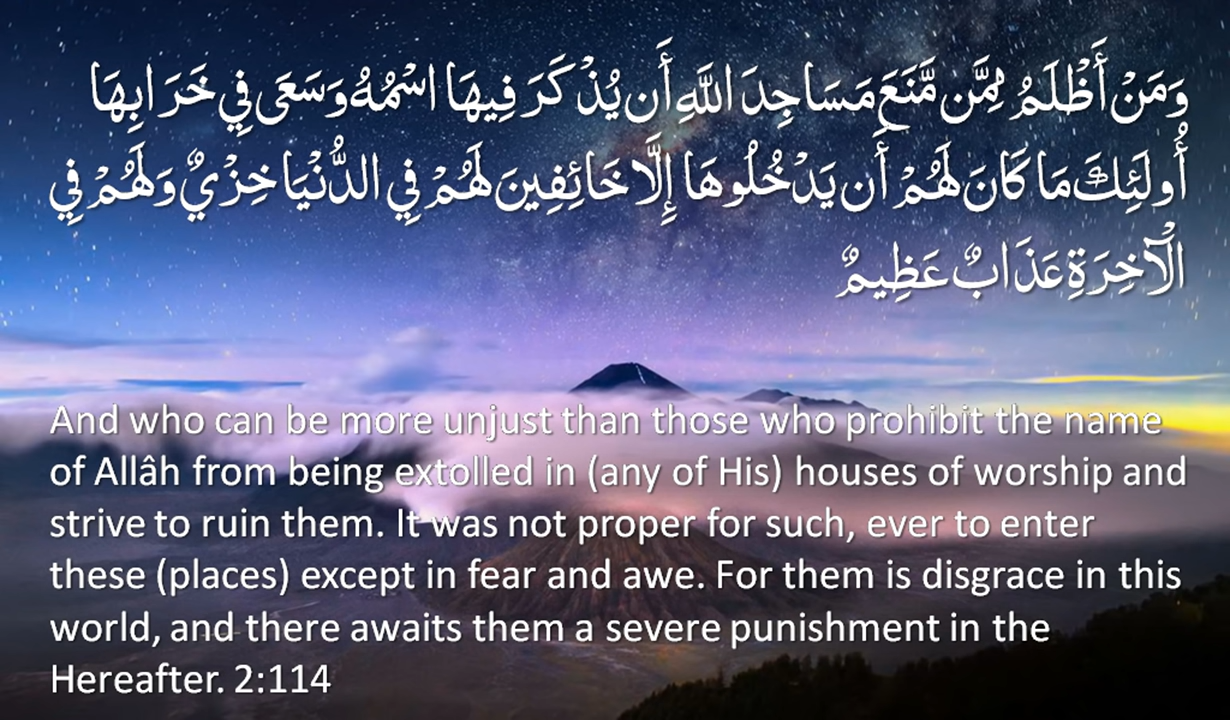 وَمَنْ أَظْلَمُ مِمَّن مَّنَعَ مَسَاجِدَ اللَّهِ أَن يُذْكَرَ فِيهَا اسْمُهُ وَسَعَى فِي خَرَابِهَا
أُولَئِكَ مَا كَانَ لَهُمْ أَن يَدْخُلُوهَا إِلَّا خَائِفِينَ لَهُمْ فِي الدُّنْيَا خِزْيٌ وَلَهُمْ فِي
الْآخِرَةِ عَذَابٌ عَظِيمٌ
And who can be more unjust than those who prohibit the name
of Allâh from being extolled in (any of His) houses of worship and
strive to ruin them. It was not proper for such, ever to enter
these (places) except in fear and awe. For them is disgrace in this
world, and there awaits them a severe punishment in the
Hereafter. 2:114